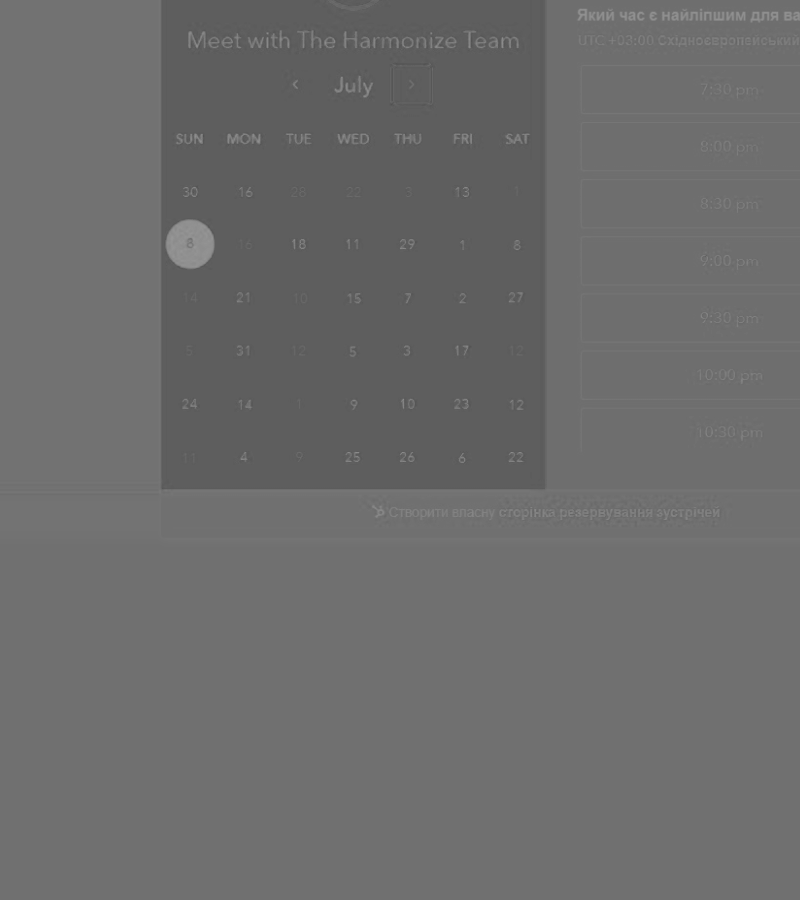 Meet with The Harmonize Team
July
SUN MON TUE WED THU FRI SAT
30 16 28 22 3 13 1
8 16 18 11 29 1 8
14 21 10 15 7 2 27
5 31 12 5 3 17 12
24 14 1 9 10 23 12
11 4 9 25 26 6 22
Який час є найліпшим для
UTC +03:00 Східноєвропейський
7:30 pm
8:00 pm
8:30 pm
9:00 pm
9:30 pm
10:00 pm
10:30 pm
Створити власну сторінка резервування зустрічей